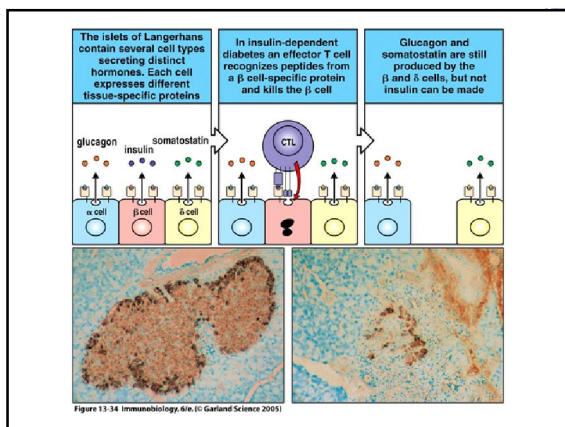 The islets of Langerhans
contain several cell types
secreting distinct
hormones. Each cell
expresses different
tissue-specific proteins
In insulin-dependent
diabetes an effector T cell
recognizes peptides from
a β cell-specific protein
and kills the β cell
Glucagon and
somatostatin are still
produced by the
β and δ cells, but not
insulin can be made
glucagon
insulin
somatostatin
CTL
α cell
β cell
δ cell
Figure 13-34 Immunobiology, 6/e. (© Garland Science 2005)